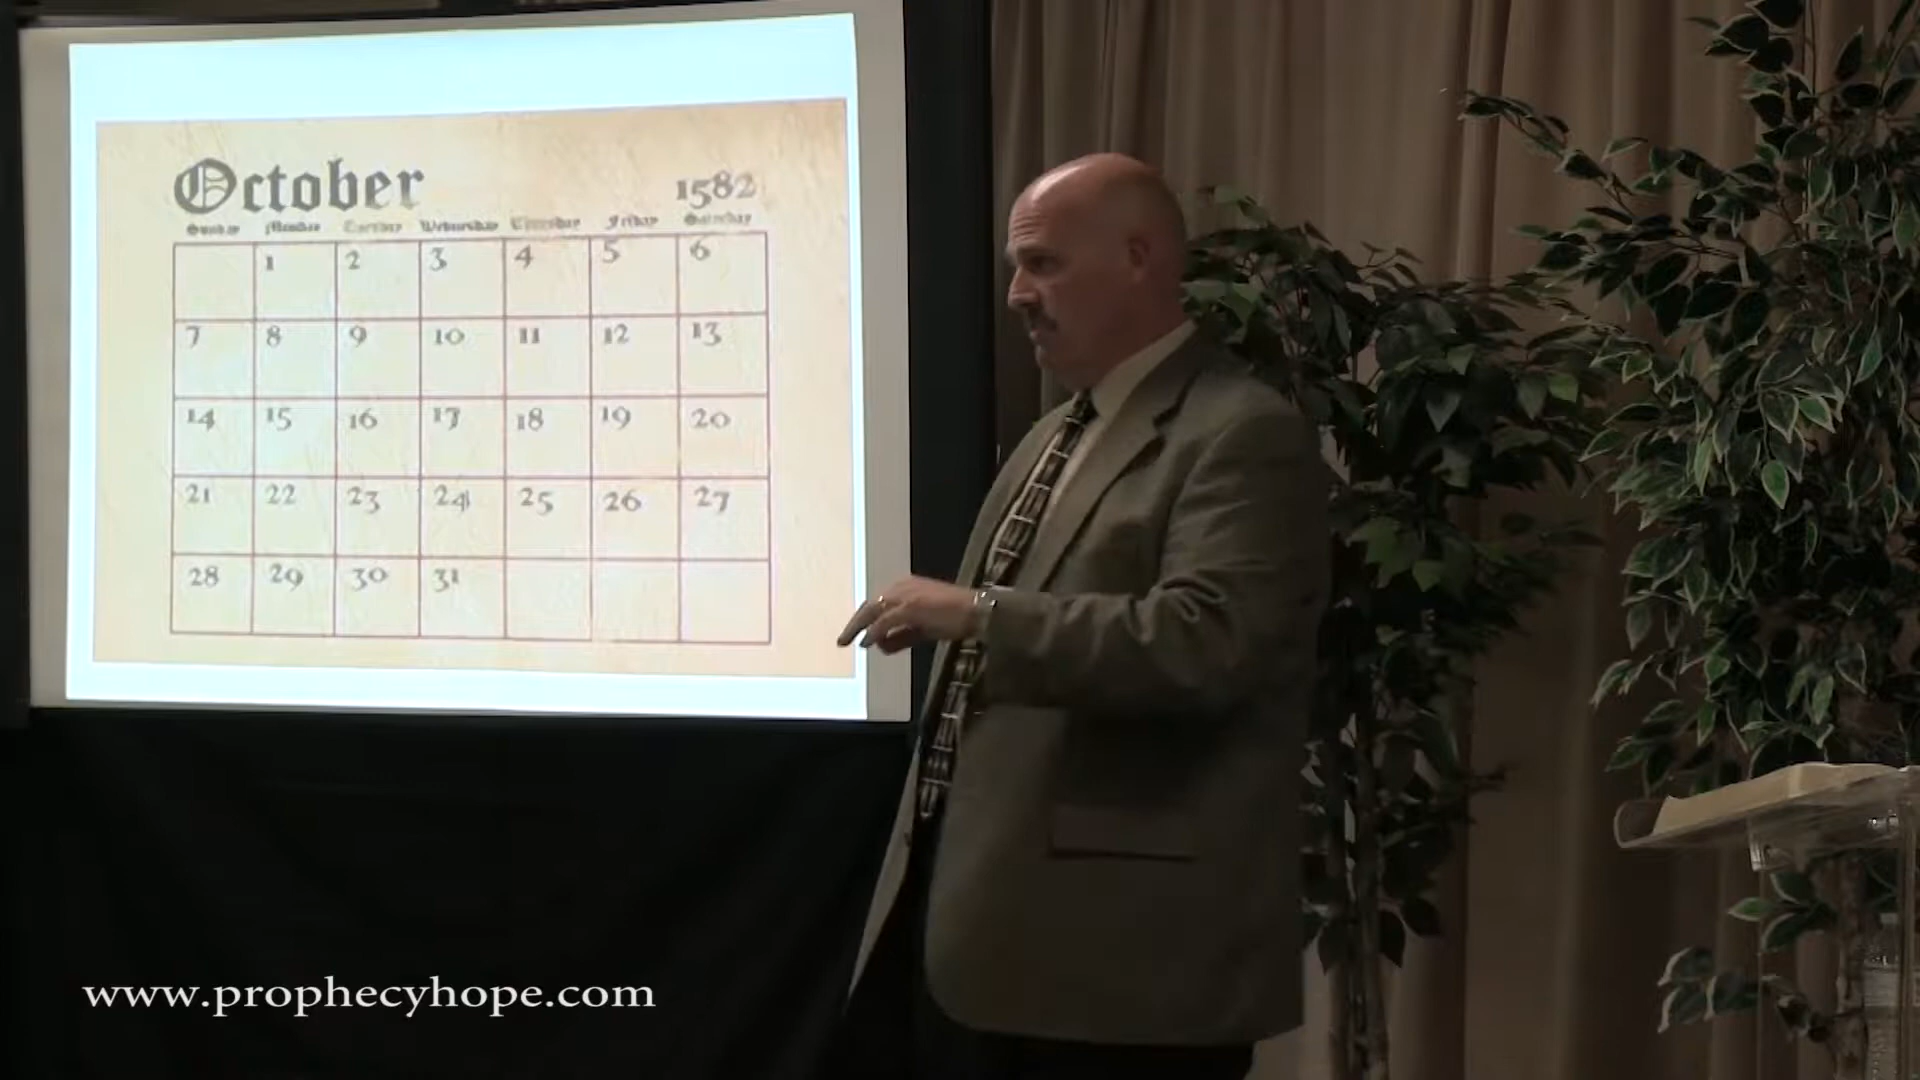 October 1582
Sunday Monday Tuesday Wednesday Thursday Friday Saturday
1 2 3 4 5 6
7 8 9 10 11 12 13
14 15 16 17 18 19 20
21 22 23 24 25 26 27
28 29 30 31
www.prophecyhope.com